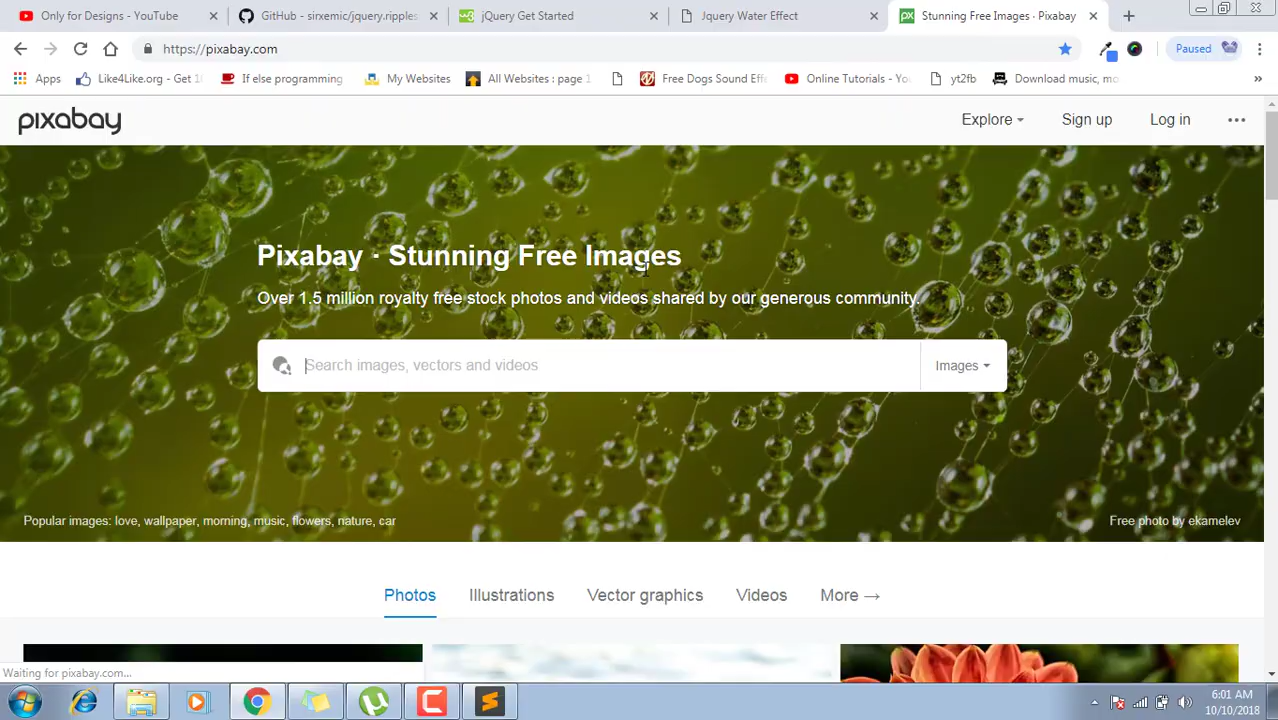 Only for Designs - YouTube
GitHub - sirxemic/jquery.ripples
jQuery Get Started
Jquery Water Effect
Stunning Free Images · Pixabay
https://pixabay.com
Paused
Apps
Like4Like.org - Get 1
If else programming
My Websites
All Websites : page 1
Free Dogs Sound Effe
Online Tutorials - Yo
yt2fb
Download music, mo
»
pixabay
Explore
Sign up
Log in
Pixabay · Stunning Free Images
Over 1.5 million royalty free stock photos and videos shared by our generous community.
Search images, vectors and videos
Images
Popular images: love, wallpaper, morning, music, flowers, nature, car
Free photo by ekamelev
Photos
Illustrations
Vector graphics
Videos
More →
Waiting for pixabay.com...
6:01 AM
10/10/2018